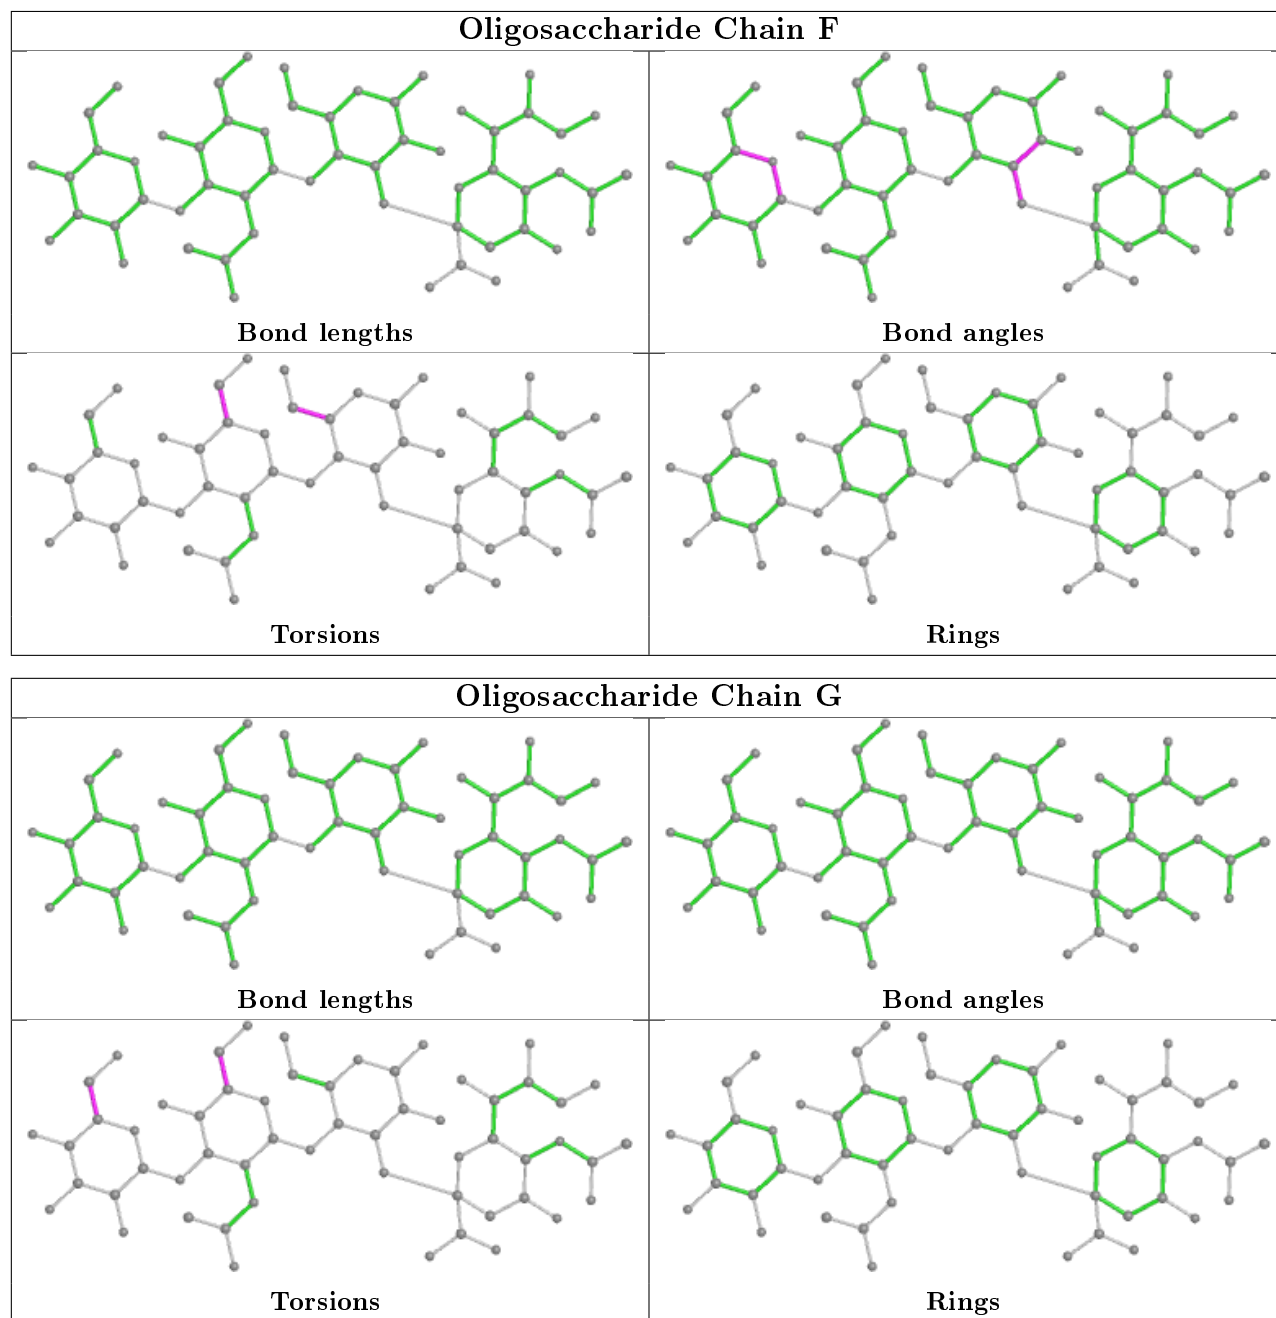 Oligosaccharide Chain F
Bond lengths
Bond angles
Torsions
Rings
Oligosaccharide Chain G
Bond lengths
Bond angles
Torsions
Rings